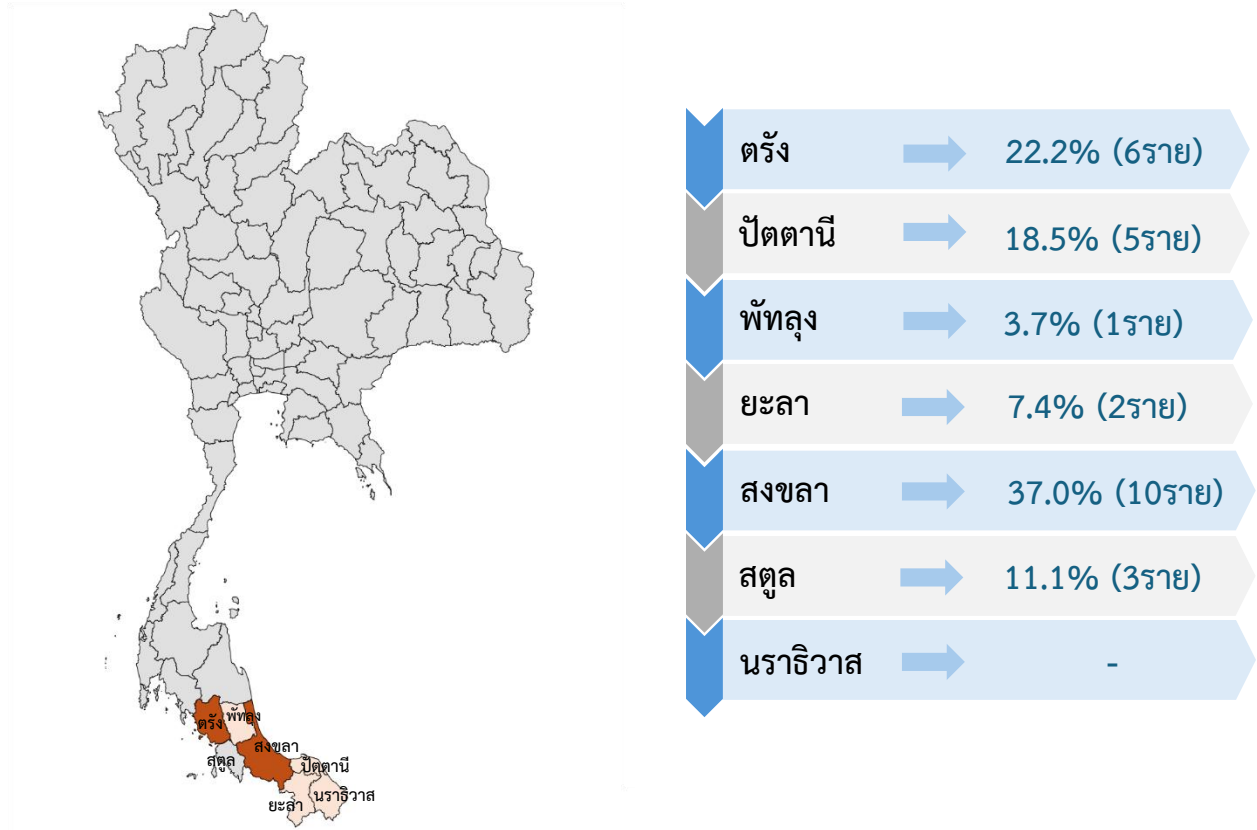 ตรัง 22.2% (6ราย)
ปัตตานี 18.5% (5ราย)
พัทลุง 3.7% (1ราย)
ยะลา 7.4% (2ราย)
สงขลา 37.0% (10ราย)
สตูล 11.1% (3ราย)
นราธิวาส -
ตรัง
พัทลุง
สงขลา
สตูล
ปัตตานี
นราธิวาส
ยะลา